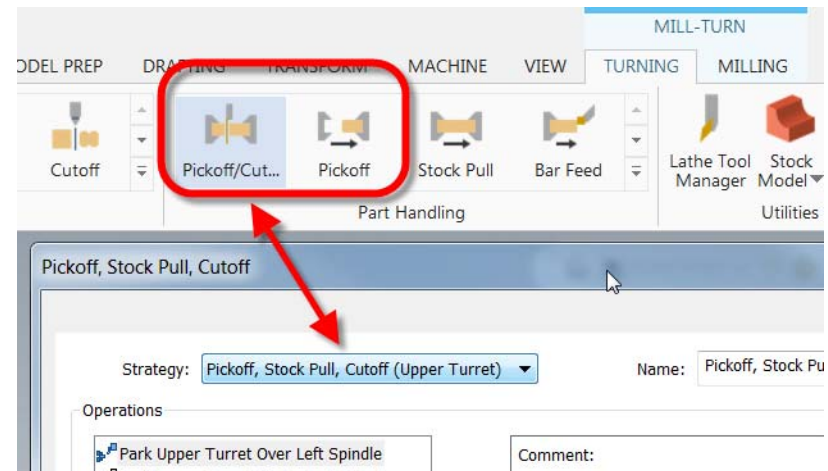 MILL-TURN
ODEL PREP DRAFTING TRANSFORM MACHINE VIEW TURNING MILLING
Cutoff Pickoff/Cut... Pickoff Stock Pull Bar Feed Lathe Tool Manager Stock Model
Part Handling Utilities
Pickoff, Stock Pull, Cutoff
Strategy: Pickoff, Stock Pull, Cutoff (Upper Turret) Name: Pickoff, Stock Pu
Operations
Park Upper Turret Over Left Spindle Comment: